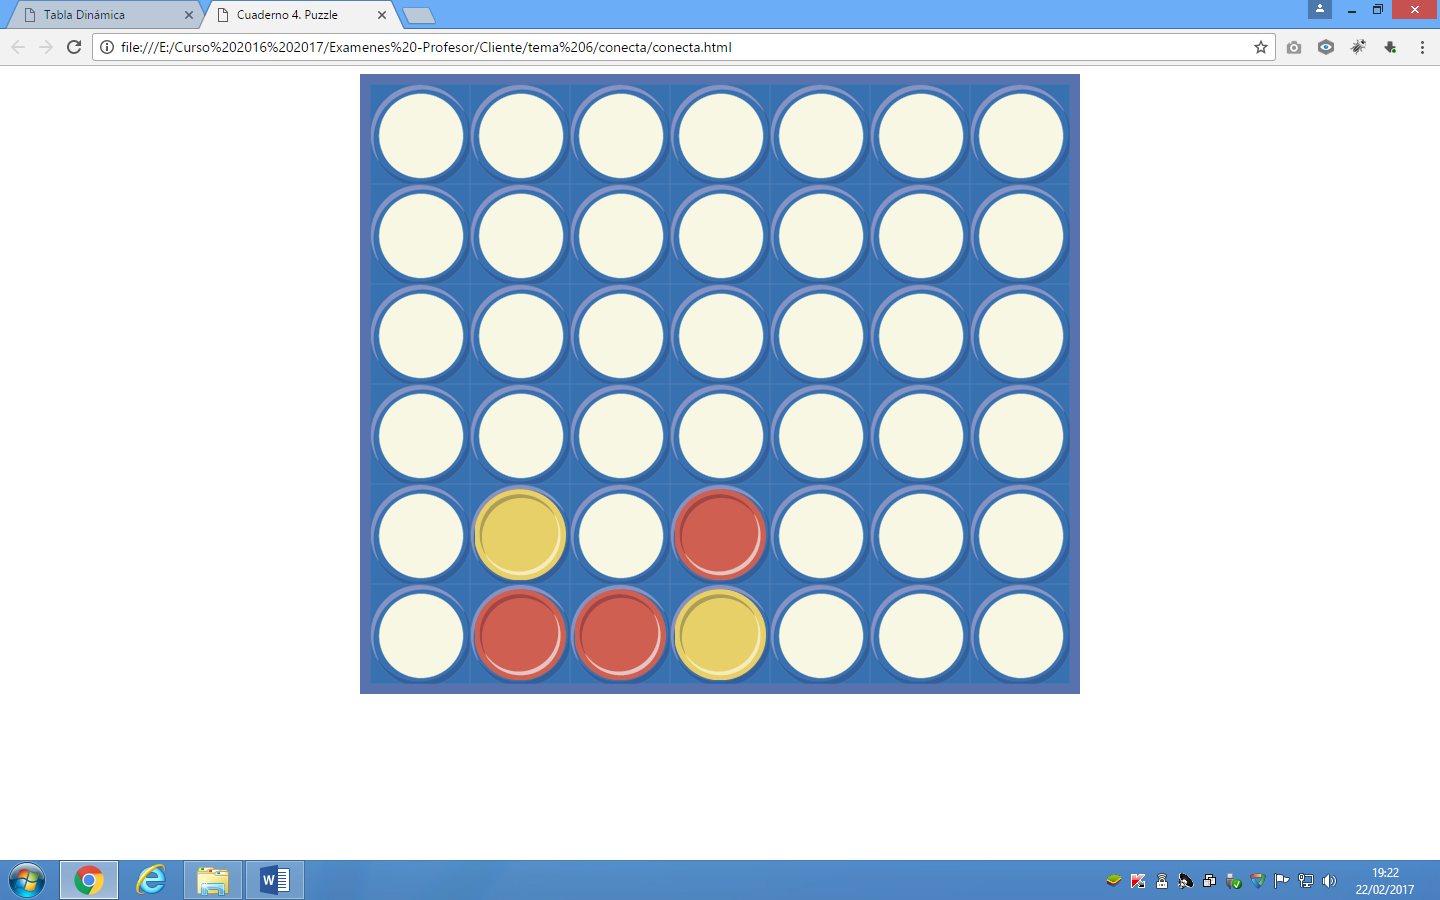 Tabla Dinámica
Cuaderno 4. Puzzle
file:///E:/Curso%202016%202017/Examenes%20-Profesor/Cliente/tema%206/conecta/conecta.html
19:22
22/02/2017